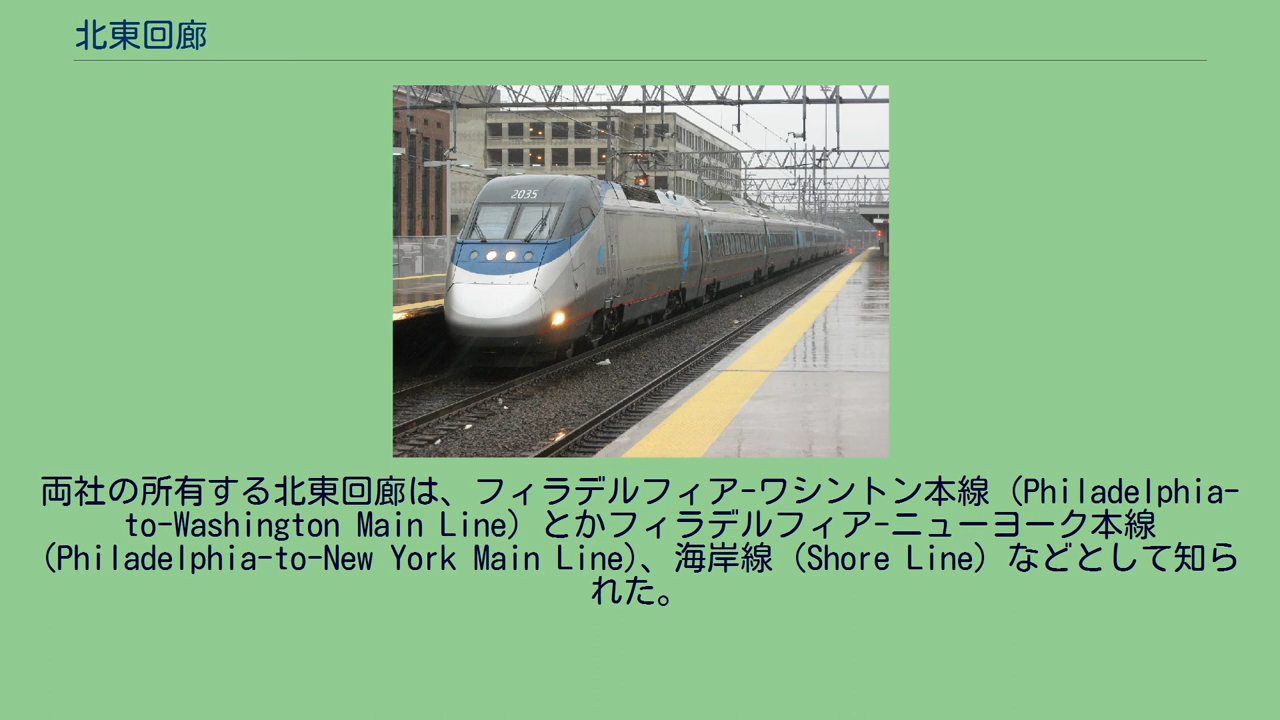 北東回廊
2035
両社の所有する北東回廊は、フィラデルフィア-ワシントン本線（Philadelphia-
to-Washington Main Line）とかフィラデルフィア-ニューヨーク本線
(Philadelphia-to-New York Main Line)、海岸線（Shore Line）などとして知ら
れた。